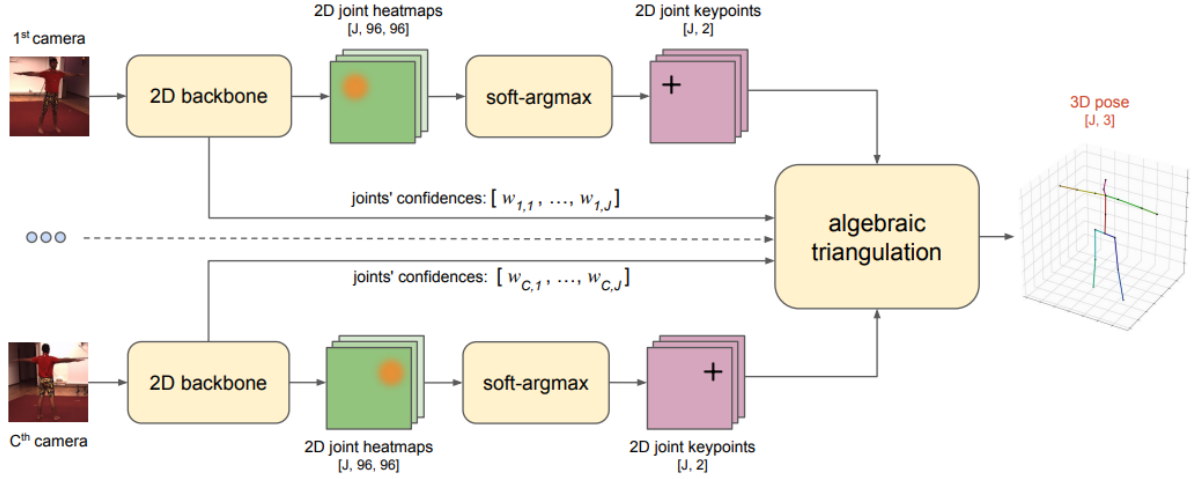 1st camera
2D backbone
2D joint heatmaps
[J, 96, 96]
soft-argmax
2D joint keypoints
[J, 2]
3D pose
[J, 3]
joints' confidences: [ w1,1 , …, w1,J]
algebraic
triangulation
joints' confidences: [ wC,1 , …, wC,J]
2D backbone
soft-argmax
Cth camera
2D joint heatmaps
[J, 96, 96]
2D joint keypoints
[J, 2]